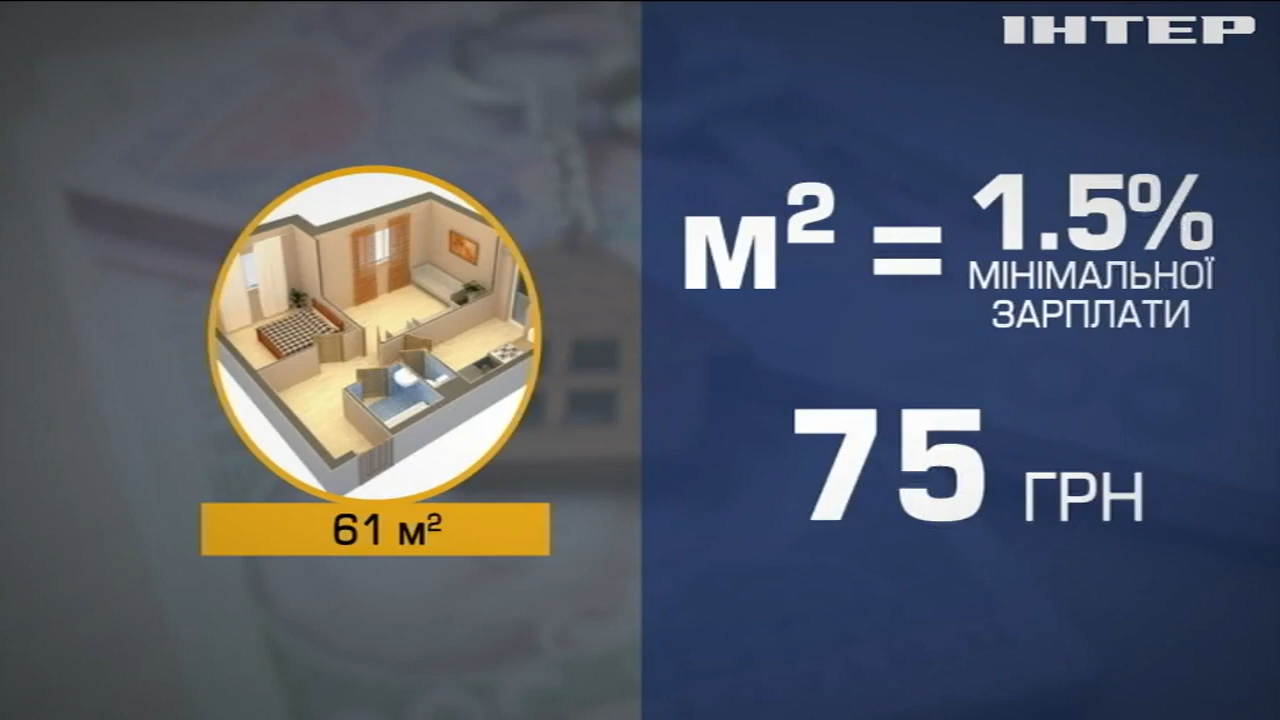 ІНТЕР
м² = 1.5%
МІНІМАЛЬНОЇ
ЗАРПЛАТИ
75 ГРН
61 м²